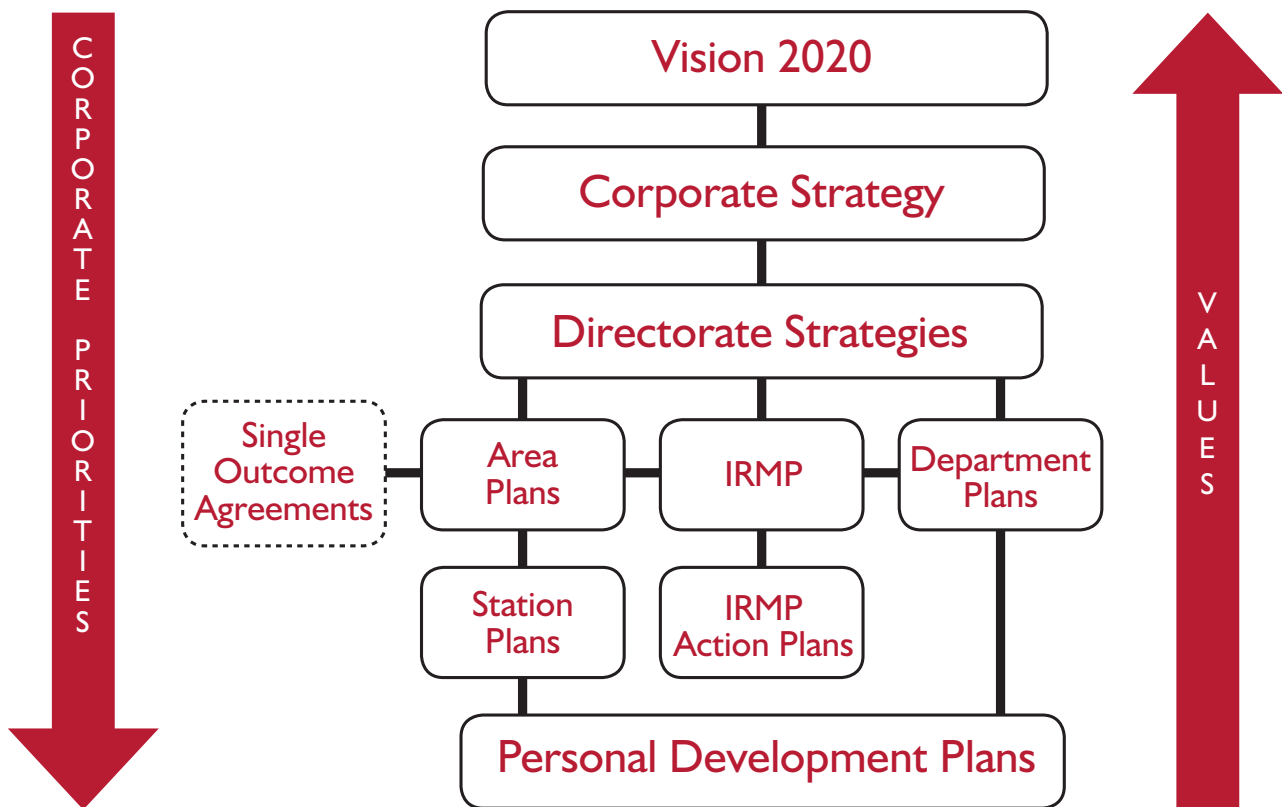 CORPORATE PRIORITIES
Vision 2020
Corporate Strategy
Directorate Strategies
VALUES
Single
Outcome
Agreements
Area
Plans
IRMP
Department
Plans
Station
Plans
IRMP
Action Plans
Personal Development Plans